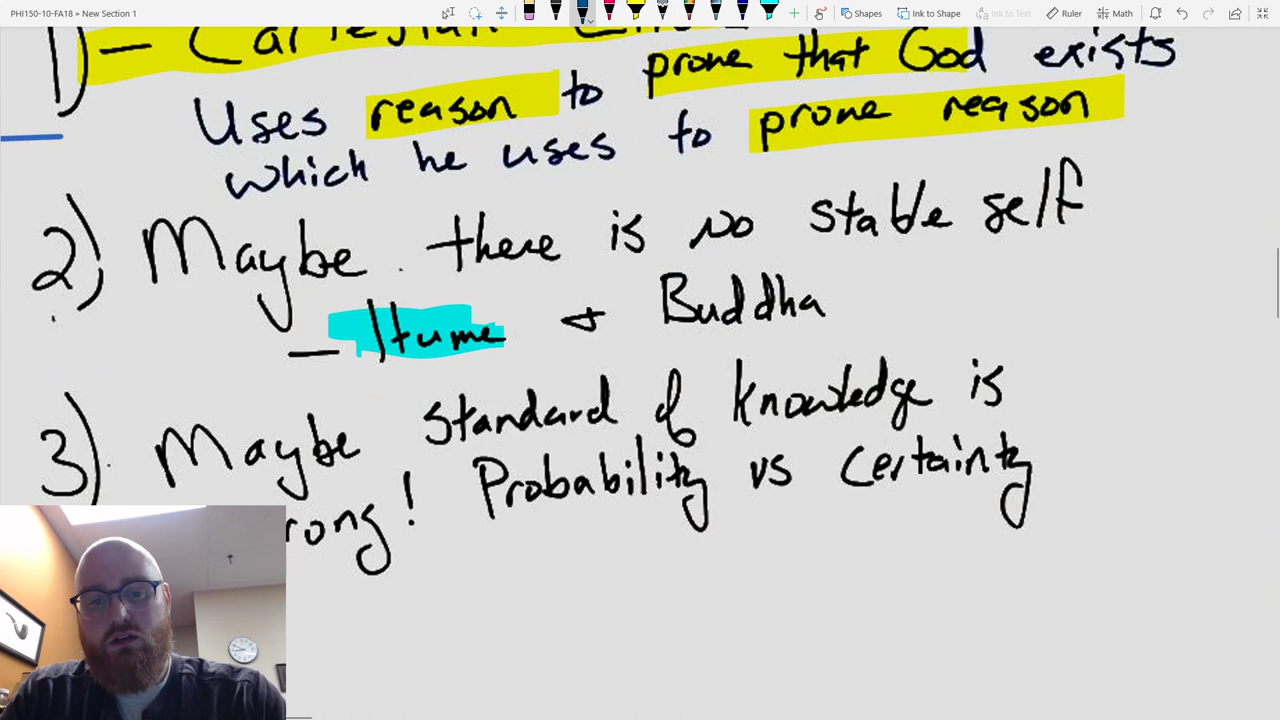 PHI150-10-FA18 » New Section 1
Shapes
Ink to Shape
Ink to Text
Ruler
Math
1) – Cartesian
Uses reason to prove that God exists
which he uses to prove reason
2) Maybe there is no stable self
– Hume + Buddha
3) Maybe standard of knowledge is
rong! Probability vs certainty